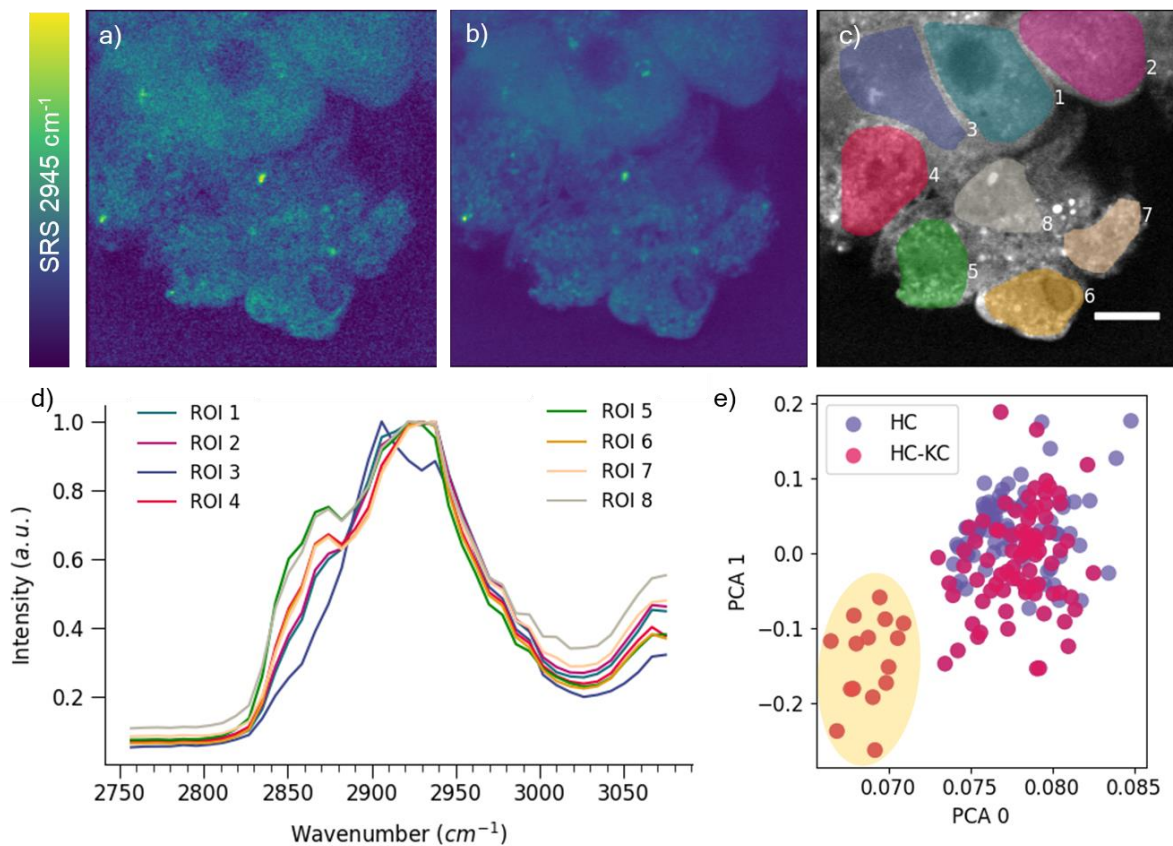 a)
b)
c)
SRS 2945 cm⁻¹
1
2
3
4
5
6
7
8
d)
ROI 1
ROI 2
ROI 3
ROI 4
ROI 5
ROI 6
ROI 7
ROI 8
Intensity (a. u.)
1.0
0.8
0.6
0.4
0.2
2750 2800 2850 2900 2950 3000 3050
Wavenumber (cm⁻¹)
e)
HC
HC-KC
PCA 1
0.2
0.1
0.0
−0.1
−0.2
0.070 0.075 0.080 0.085
PCA 0